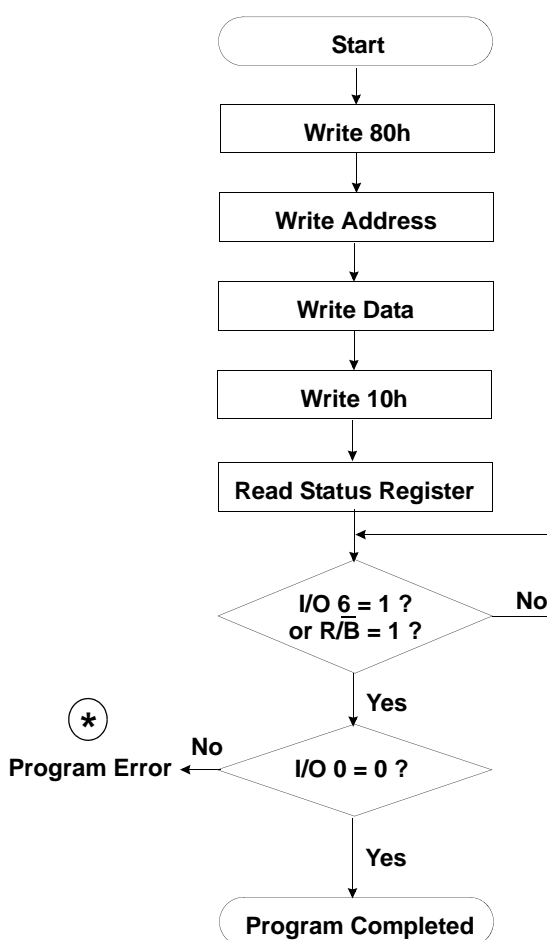 Start
Write 80h
Write Address
Write Data
Write 10h
Read Status Register
I/O 6 = 1 ?
or R/B̅ = 1 ?
No
Yes
*
Program Error
No
I/O 0 = 0 ?
Yes
Program Completed